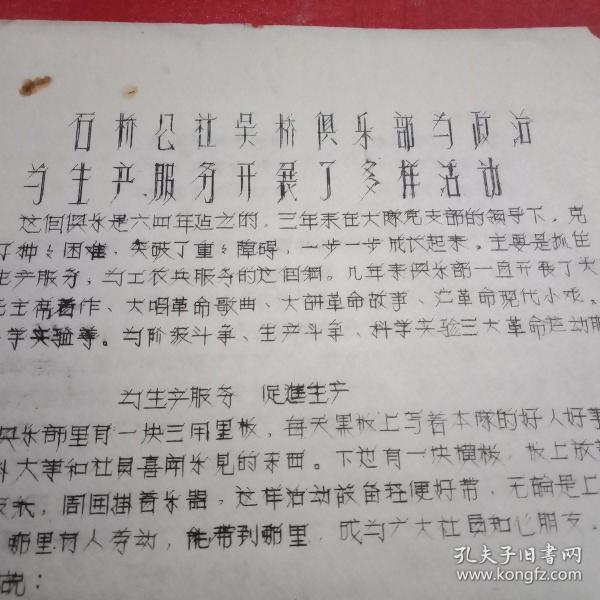 石桥公社吴桥俱乐部为政治
为生产服务开展了多样活动
这个俱乐是六四年建立的，三年来在大队党支部的领导下，克
了种々困难，突破了重々障碍，一步一步成长起来。主要是抓住
生产服务，为工农兵服务的这个纲。几年来俱乐部一直开展了大
毛主席著作、大唱革命歌曲、大讲革命故事、演革命现代小戏。
学实验等。为阶级斗争、生产斗争、科学实验三大革命运动服
为生产服务 促進生产
俱乐部里有一块三用黑板，每天黑板上写着本队的好人好事
大寨和社员喜闻乐见的东西。下边有一块横板，板上放
周围掛着乐器，这样活动设备轻便好带，无论是上
哪里有人劳动，能带到哪里，成为广大社员知心朋友。
说：
孔夫子旧书网
www.kongfz.com